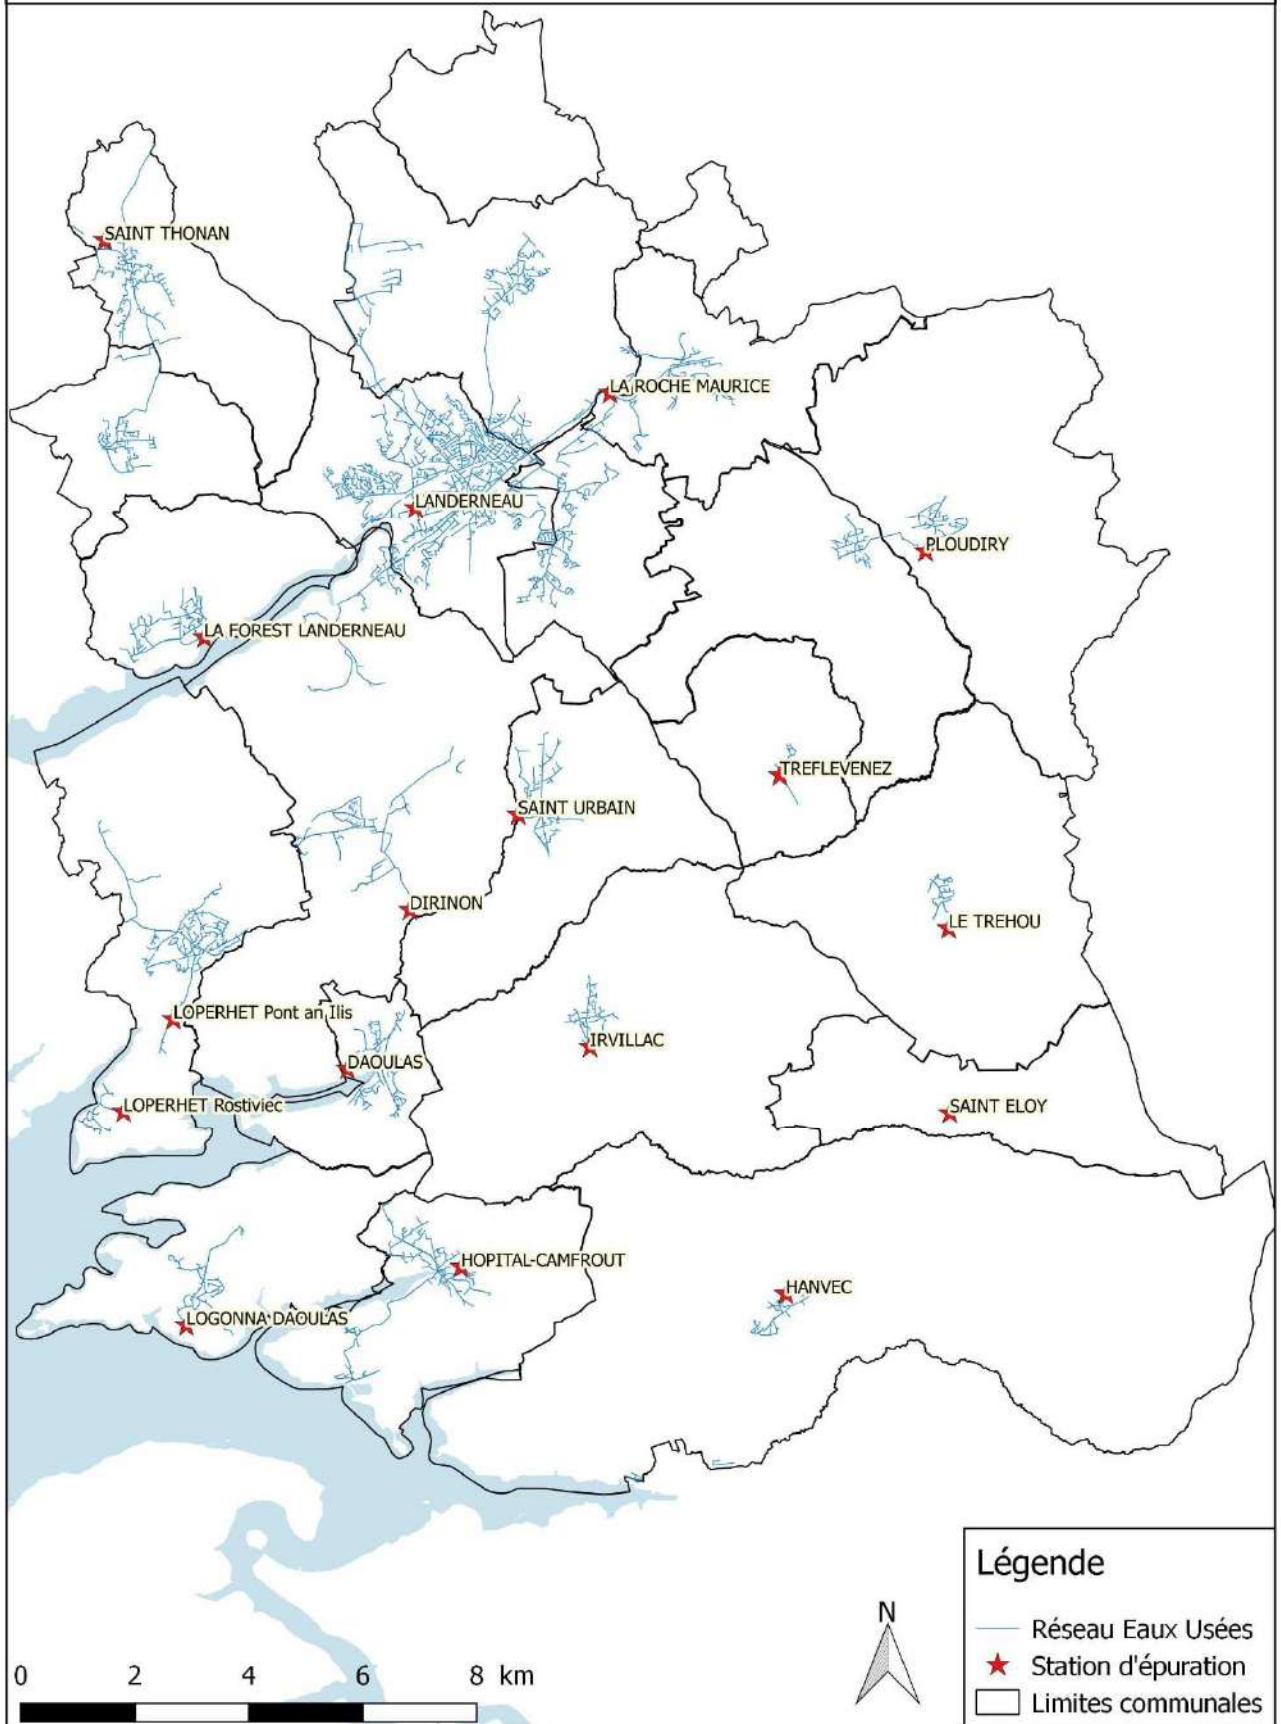 SAINT THONAN
LA ROCHE MAURICE
LANDERNEAU
PLOUDIRY
LA FOREST LANDERNEAU
TREFLEVENEZ
SAINT URBAIN
DIRINON
LE TREHOU
LOPERHET Pont an Ilis
IRVILLAC
DAOULAS
LOPERHET Rostiviec
SAINT ELOY
HOPITAL-CAMFROUT
HANVEC
LOGONNA DAOULAS
Légende
Réseau Eaux Usées
Station d'épuration
Limites communales
N
0 2 4 6 8 km